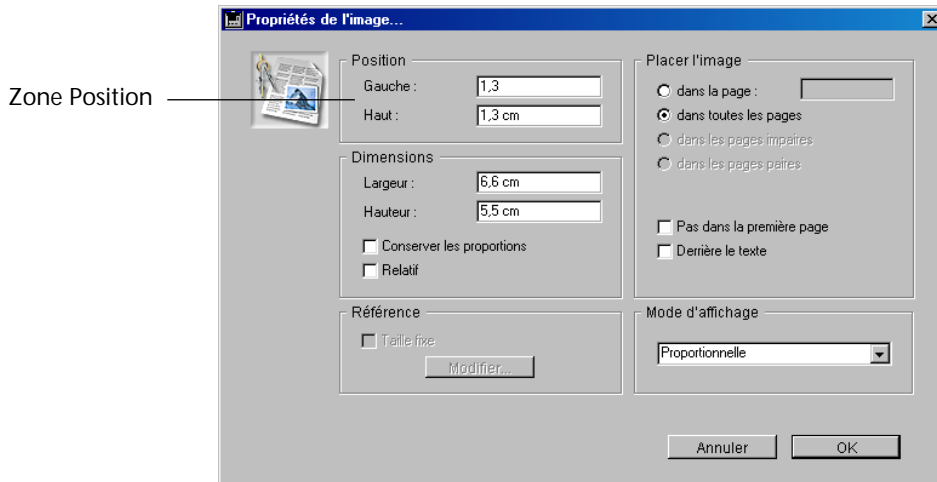 Propriétés de l'image...
Zone Position
Position
Gauche :
1,3
Haut :
1,3 cm
Dimensions
Largeur :
6,6 cm
Hauteur :
5,5 cm
Conserver les proportions
Relatif
Référence
Taille fixe
Modifier...
Placer l'image
dans la page :
dans toutes les pages
dans les pages impaires
dans les pages paires
Pas dans la première page
Derrière le texte
Mode d'affichage
Proportionnelle
Annuler
OK